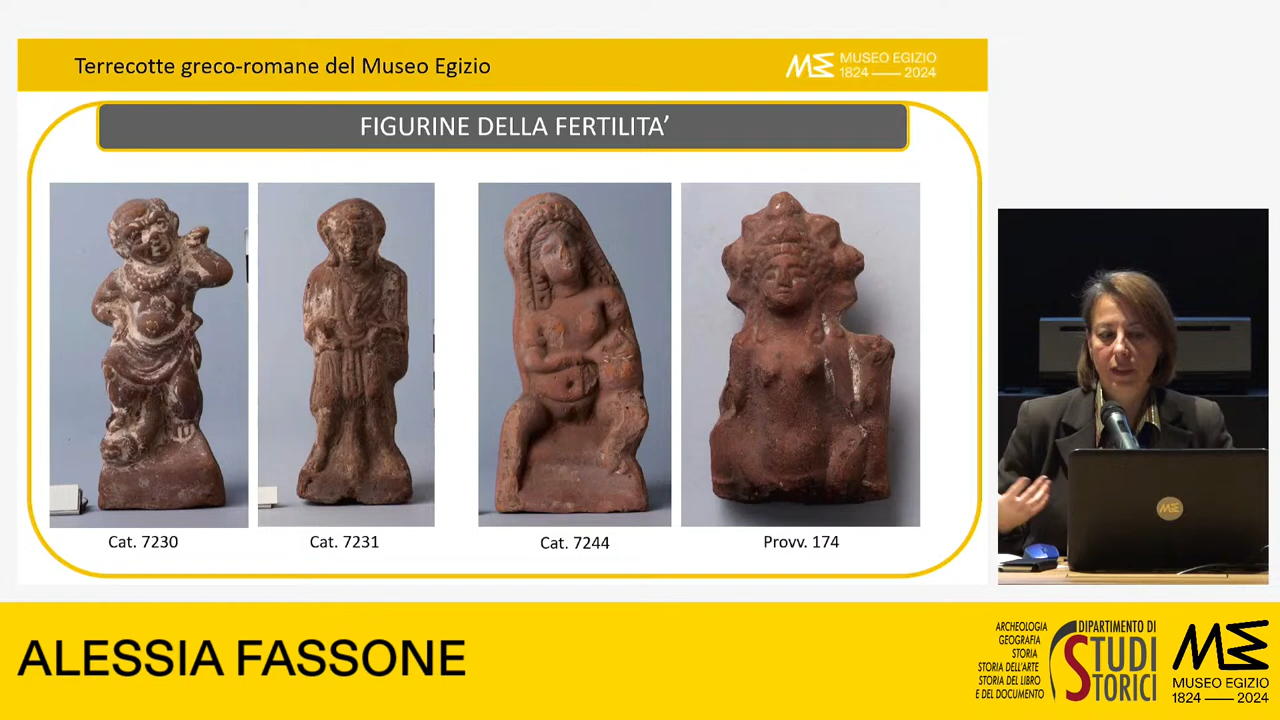 Terrecotte greco-romane del Museo Egizio
MUSEO EGIZIO
1824 — 2024
FIGURINE DELLA FERTILITA’
Cat. 7230
Cat. 7231
Cat. 7244
Provv. 174
ALESSIA FASSONE
ARCHEOLOGIA
GEOGRAFIA
STORIA
STORIA DELL'ARTE
STORIA DEL LIBRO
E DEL DOCUMENTO
DIPARTIMENTO DI
STUDI
STORICI
ME
MUSEO EGIZIO
1824 — 2024